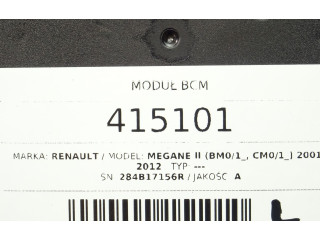 MODUŁ BCM
415101
MARKA: RENAULT / MODEL: MEGANE II (BM0/1_, CM0/1_) 2001
2012 TYP: ---
SN: 284B17156R / JAKOŚĆ: A